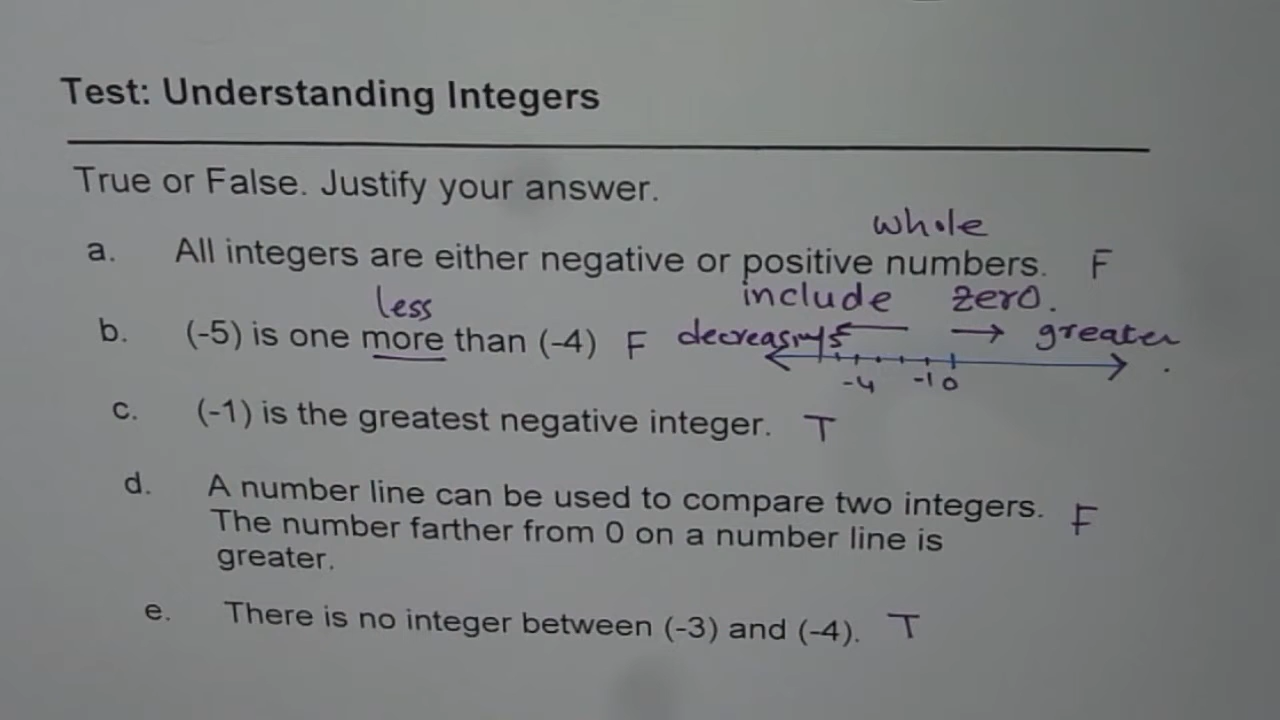 Test: Understanding Integers
True or False. Justify your answer.
whole
a. All integers are either negative or positive numbers. F
include zero.
less
b. (-5) is one more than (-4) F
→ greater
-4 -1 0
c. (-1) is the greatest negative integer. T
d. A number line can be used to compare two integers. F
The number farther from 0 on a number line is
greater.
e. There is no integer between (-3) and (-4). T